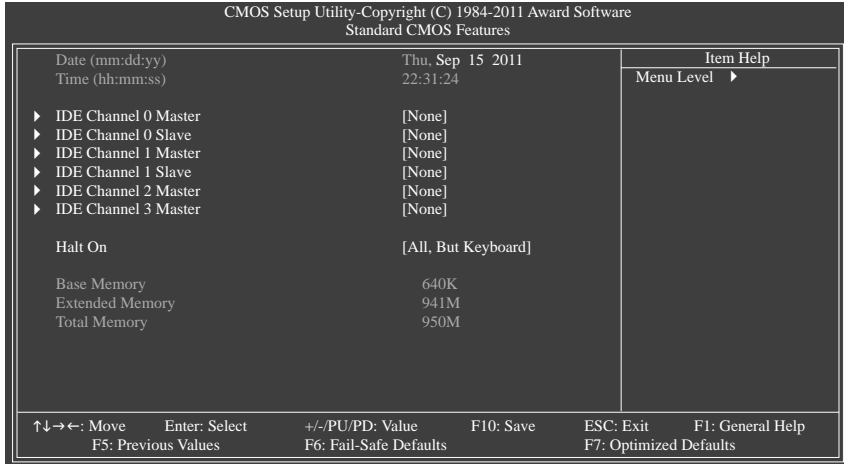 CMOS Setup Utility-Copyright (C) 1984-2011 Award Software
Standard CMOS Features
Date (mm:dd:yy) Thu, Sep 15 2011
Time (hh:mm:ss) 22:31:24
IDE Channel 0 Master [None]
IDE Channel 0 Slave [None]
IDE Channel 1 Master [None]
IDE Channel 1 Slave [None]
IDE Channel 2 Master [None]
IDE Channel 3 Master [None]
Halt On [All, But Keyboard]
Base Memory 640K
Extended Memory 941M
Total Memory 950M
Item Help
Menu Level
↑↓→←: Move Enter: Select +/-/PU/PD: Value F10: Save ESC: Exit F1: General Help
F5: Previous Values F6: Fail-Safe Defaults F7: Optimized Defaults